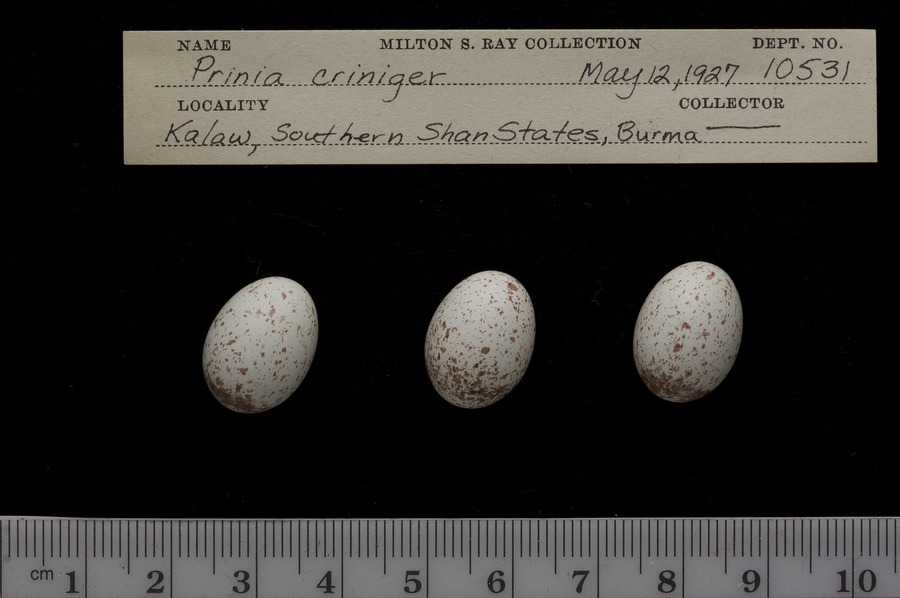 NAME MILTON S. RAY COLLECTION DEPT. NO.
Prinia criniger May 12, 1927 10531
LOCALITY COLLECTOR
Kalaw, Southern Shan States, Burma —
cm 1 2 3 4 5 6 7 8 9 10